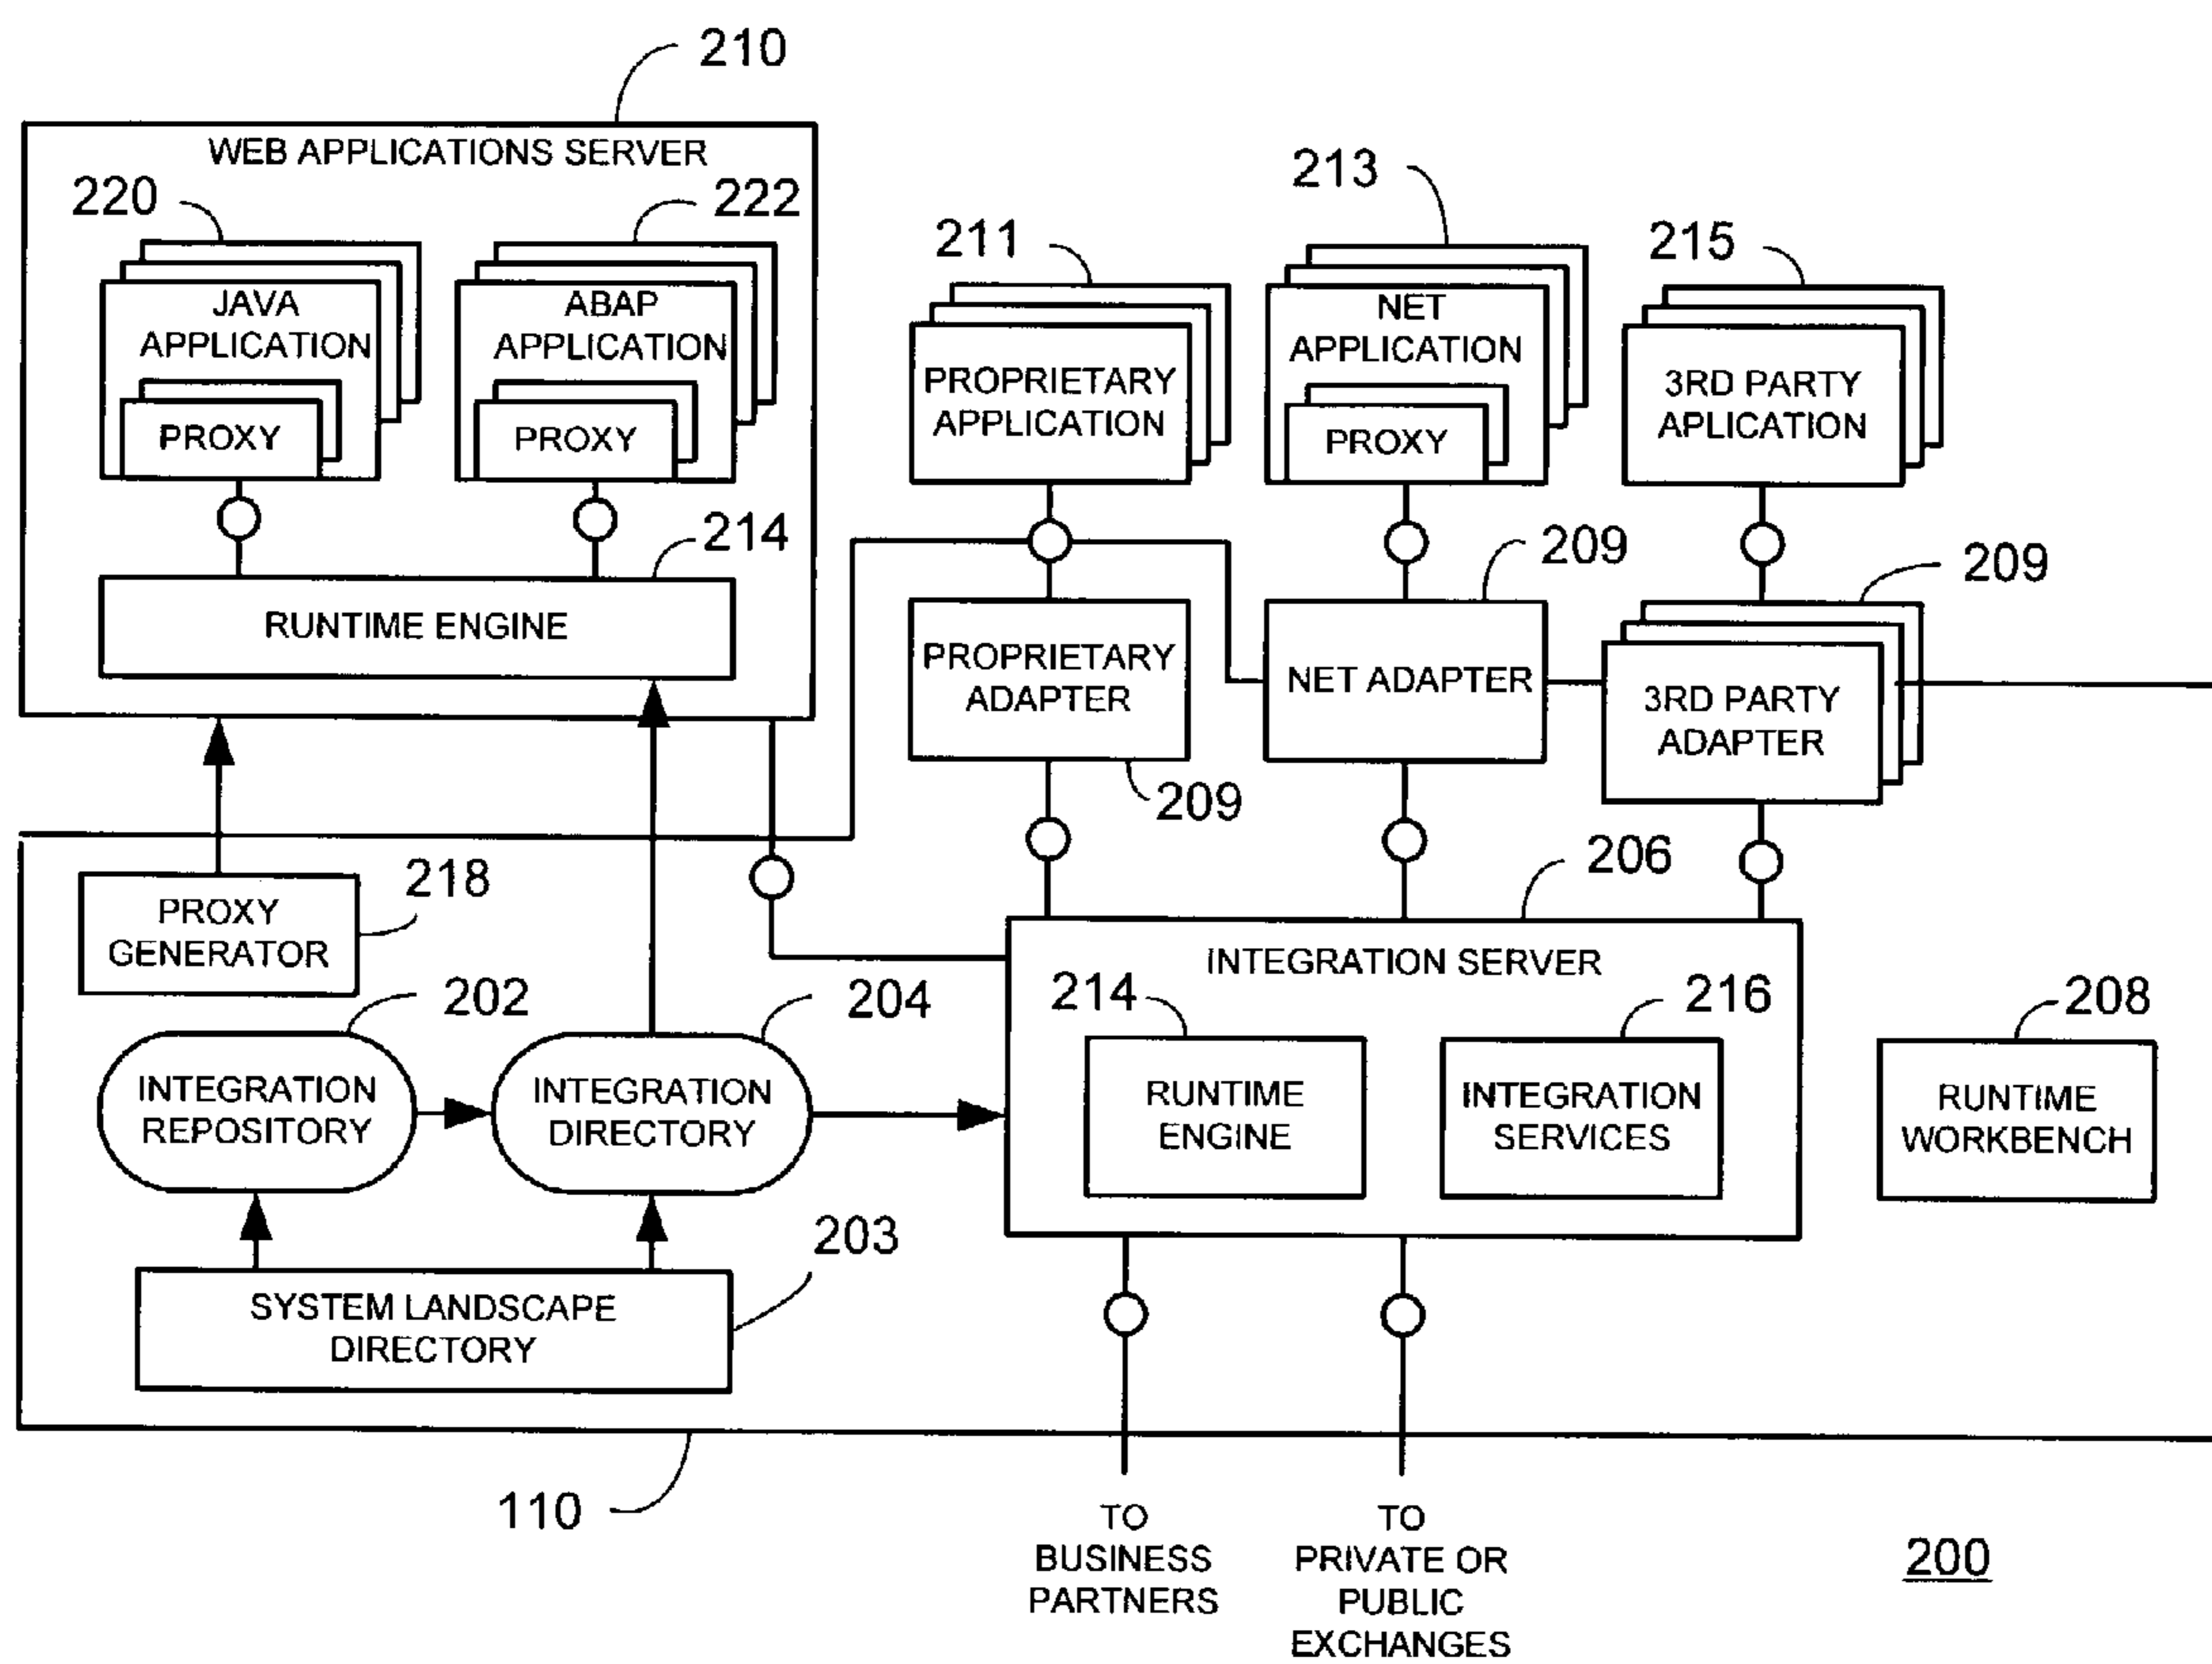 210
WEB APPLICATIONS SERVER
220
222
JAVA
APPLICATION
PROXY
ABAP
APPLICATION
PROXY
214
RUNTIME ENGINE
211
PROPRIETARY
APPLICATION
213
NET
APPLICATION
PROXY
215
3RD PARTY
APLICATION
209
209
PROPRIETARY
ADAPTER
209
NET ADAPTER
3RD PARTY
ADAPTER
218
PROXY
GENERATOR
202
INTEGRATION
REPOSITORY
204
INTEGRATION
DIRECTORY
203
SYSTEM LANDSCAPE
DIRECTORY
206
INTEGRATION SERVER
214
RUNTIME
ENGINE
216
INTEGRATION
SERVICES
208
RUNTIME
WORKBENCH
110
TO
BUSINESS
PARTNERS
TO
PRIVATE OR
PUBLIC
EXCHANGES
200